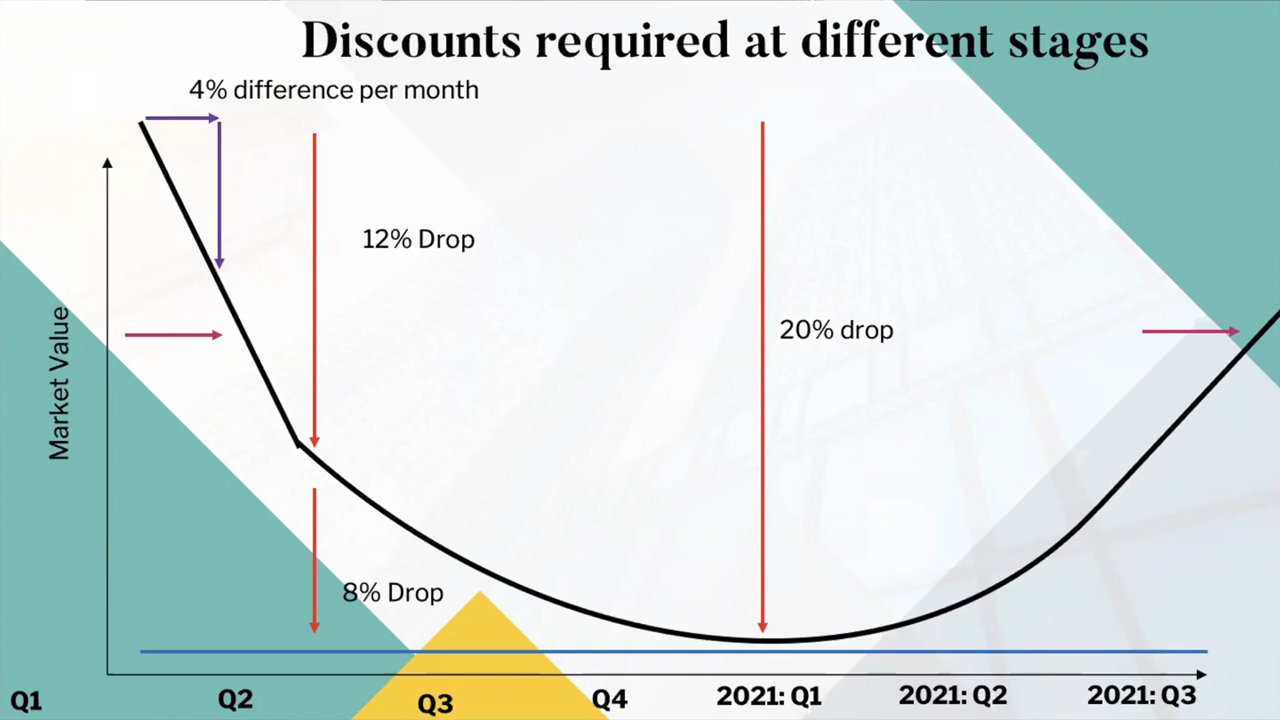 Discounts required at different stages
4% difference per month
12% Drop
20% drop
Market Value
8% Drop
Q1
Q2
Q3
Q4
2021: Q1
2021: Q2
2021: Q3